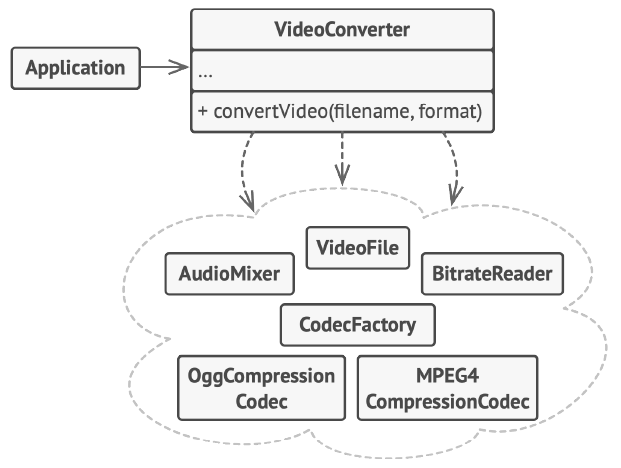 VideoConverter
Application
...
+ convertVideo(filename, format)
VideoFile
AudioMixer
BitrateReader
CodecFactory
OggCompression
Codec
MPEG4
CompressionCodec